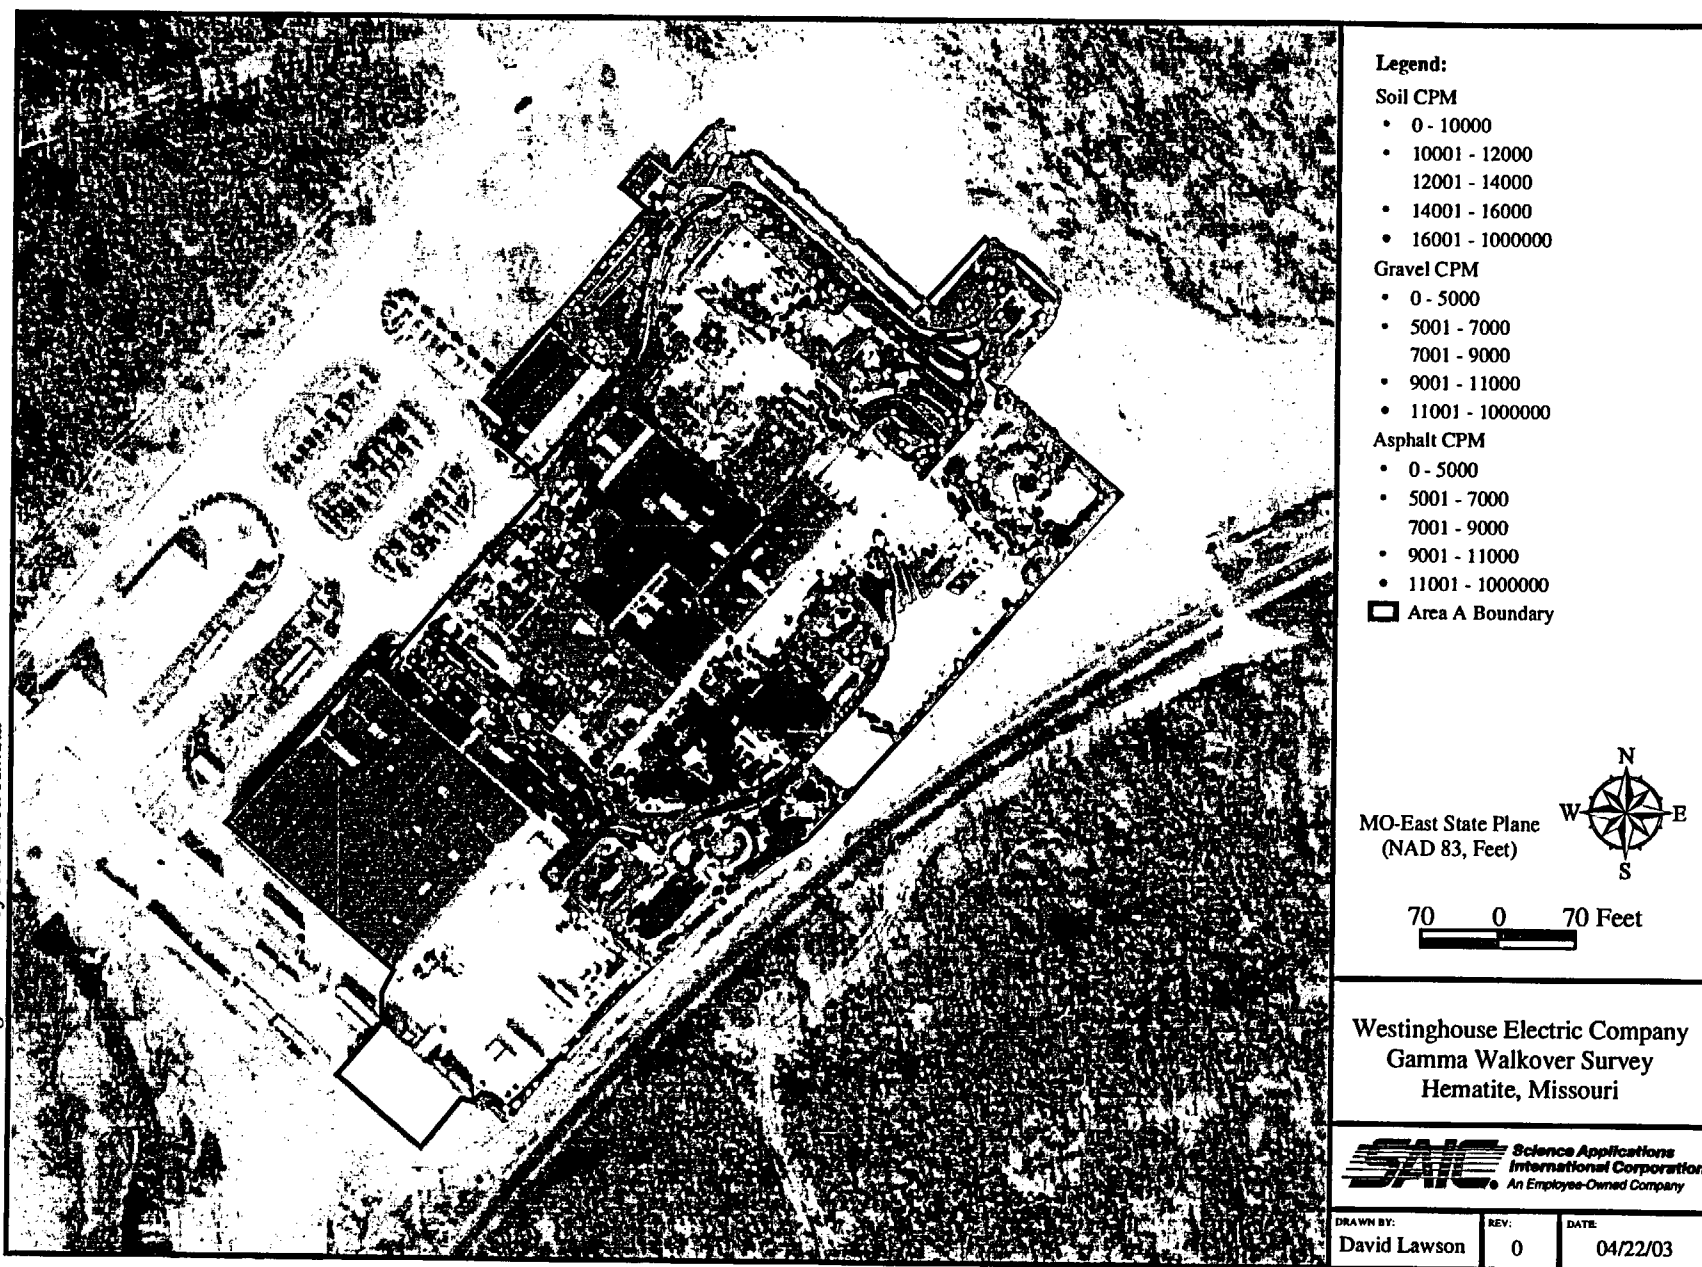 Legend:
Soil CPM
0 - 10000
10001 - 12000
12001 - 14000
14001 - 16000
16001 - 1000000
Gravel CPM
0 - 5000
5001 - 7000
7001 - 9000
9001 - 11000
11001 - 1000000
Asphalt CPM
0 - 5000
5001 - 7000
7001 - 9000
9001 - 11000
11001 - 1000000
Area A Boundary
N
W E
S
MO-East State Plane
(NAD 83, Feet)
70 0 70 Feet
Westinghouse Electric Company
Gamma Walkover Survey
Hematite, Missouri
SAIC
Science Applications
International Corporation
An Employee-Owned Company
DRAWN BY:
David Lawson
REV:
0
DATE:
04/22/03